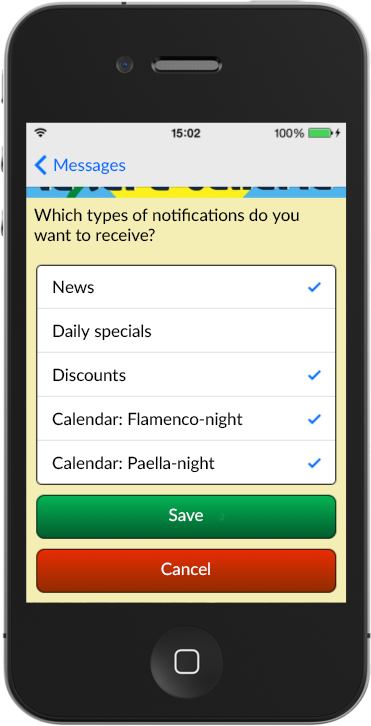 15:02
100%
Messages
Which types of notifications do you
want to receive?
News
Daily specials
Discounts
Calendar: Flamenco-night
Calendar: Paella-night
Save
Cancel